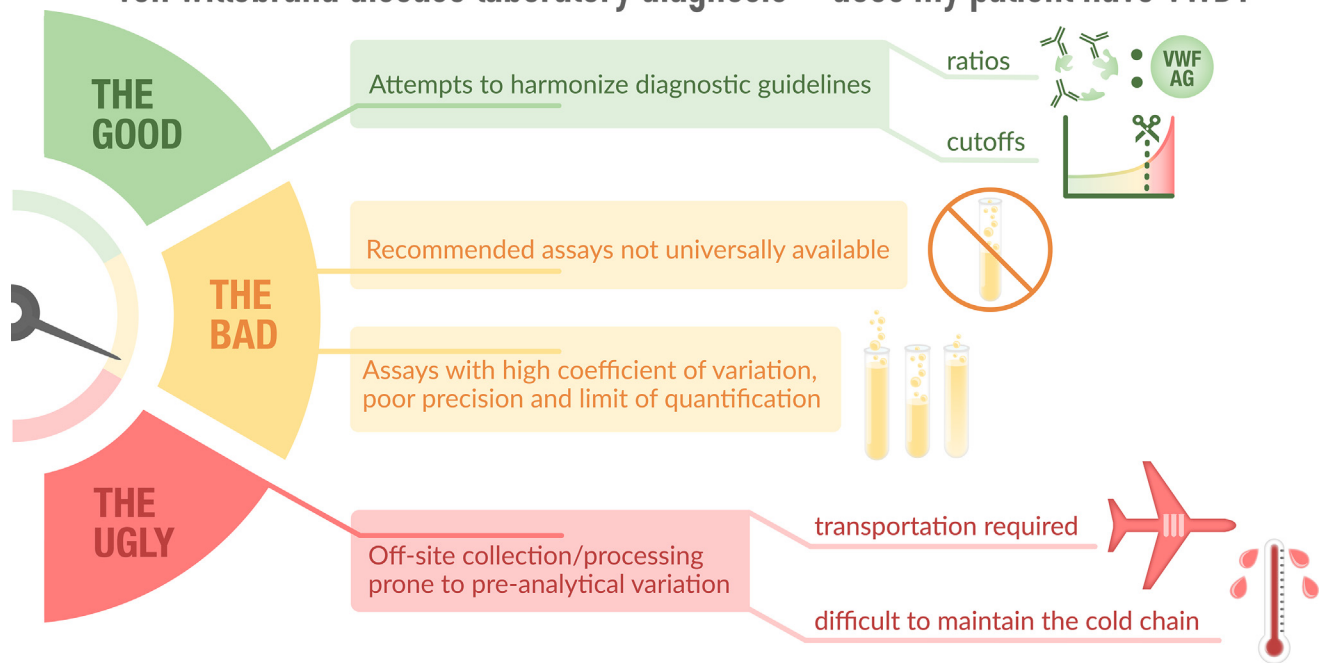 THE
GOOD
Attempts to harmonize diagnostic guidelines
ratios
VWF
AG
cutoffs
THE
BAD
Recommended assays not universally available
Assays with high coefficient of variation,
poor precision and limit of quantification
THE
UGLY
Off-site collection/processing
prone to pre-analytical variation
transportation required
difficult to maintain the cold chain